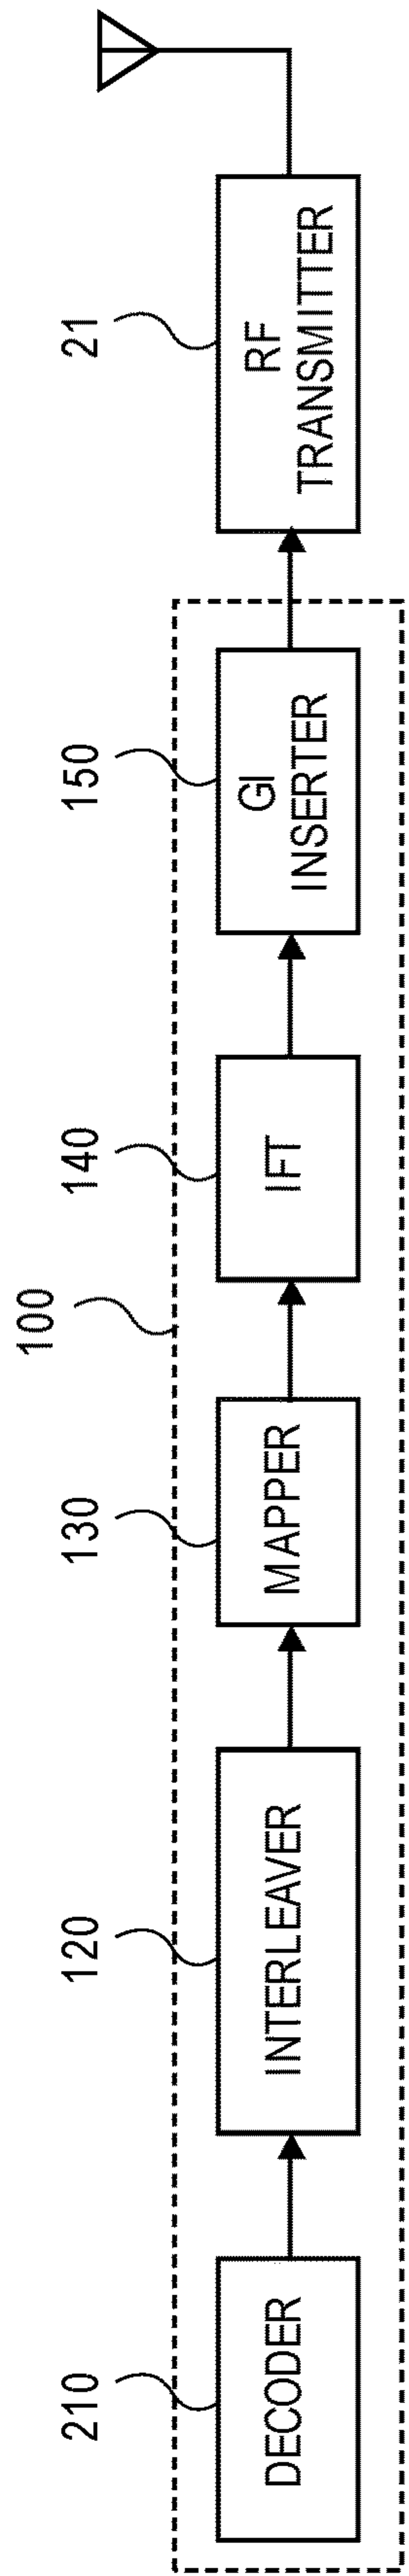 100
210
120
130
140
150
21
DECODER
INTERLEAVER
MAPPER
IFT
GI
INSERTER
RF
TRANSMITTER